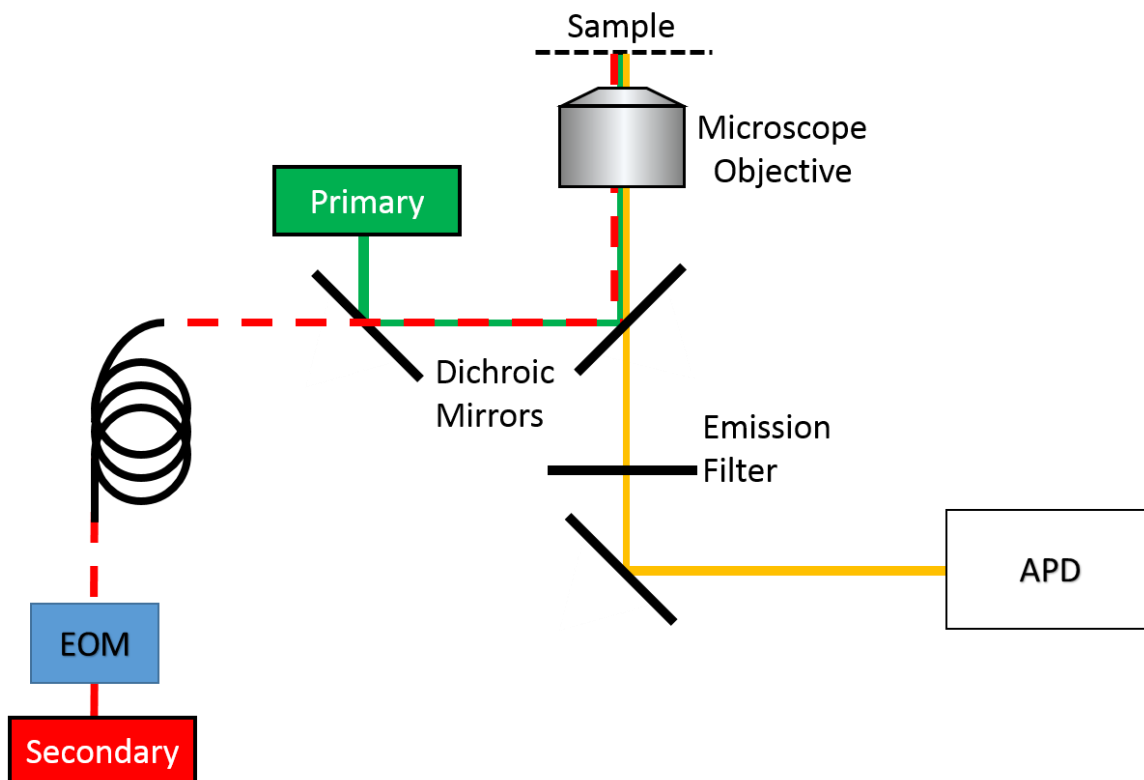 Sample
Microscope
Objective
Primary
Dichroic
Mirrors
Emission
Filter
APD
EOM
Secondary